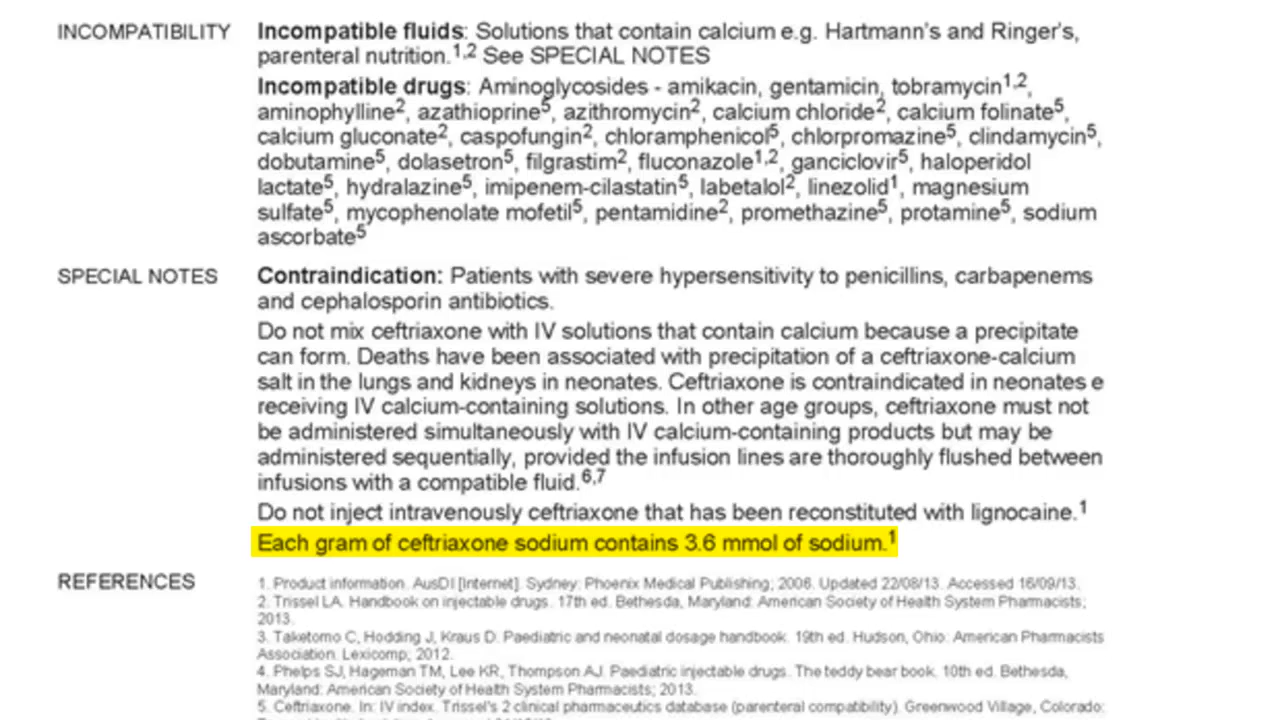 INCOMPATIBILITY Incompatible fluids: Solutions that contain calcium e.g. Hartmann's and Ringer's,
parenteral nutrition.1,2 See SPECIAL NOTES
Incompatible drugs: Aminoglycosides - amikacin, gentamicin, tobramycin1,2,
aminophylline2, azathioprine5, azithromycin2, calcium chloride2, calcium folinate5,
calcium gluconate2, caspofungin2, chloramphenicol5, chlorpromazine5, clindamycin5,
dobutamine5, dolasetron5, filgrastim2, fluconazole1,2, ganciclovir5, haloperidol
lactate5, hydralazine5, imipenem-cilastatin5, labetalol2, linezolid1, magnesium
sulfate5, mycophenolate mofetil5, pentamidine2, promethazine5, protamine5, sodium
ascorbate5
SPECIAL NOTES Contraindication: Patients with severe hypersensitivity to penicillins, carbapenems
and cephalosporin antibiotics.
Do not mix ceftriaxone with IV solutions that contain calcium because a precipitate
can form. Deaths have been associated with precipitation of a ceftriaxone-calcium
salt in the lungs and kidneys in neonates. Ceftriaxone is contraindicated in neonates e
receiving IV calcium-containing solutions. In other age groups, ceftriaxone must not
be administered simultaneously with IV calcium-containing products but may be
administered sequentially, provided the infusion lines are thoroughly flushed between
infusions with a compatible fluid.6,7
Do not inject intravenously ceftriaxone that has been reconstituted with lignocaine.1
Each gram of ceftriaxone sodium contains 3.6 mmol of sodium.1
REFERENCES 1. Product information. AusDI [Internet]. Sydney: Phoenix Medical Publishing; 2006. Updated 22/08/13. Accessed 16/09/13.
2. Trissel LA. Handbook on injectable drugs. 17th ed. Bethesda, Maryland: American Society of Health System Pharmacists;
2013.
3. Taketomo C, Hodding J, Kraus D. Paediatric and neonatal dosage handbook. 19th ed. Hudson, Ohio: American Pharmacists
Association. Lexicomp; 2012.
4. Phelps SJ, Hageman TM, Lee KR, Thompson AJ. Paediatric injectable drugs. The teddy bear book. 10th ed. Bethesda,
Maryland: American Society of Health System Pharmacists; 2013.
5. Ceftriaxone. In: IV index. Trissel's 2 clinical pharmaceutics database (parenteral compatibility). Greenwood Village, Colorado: